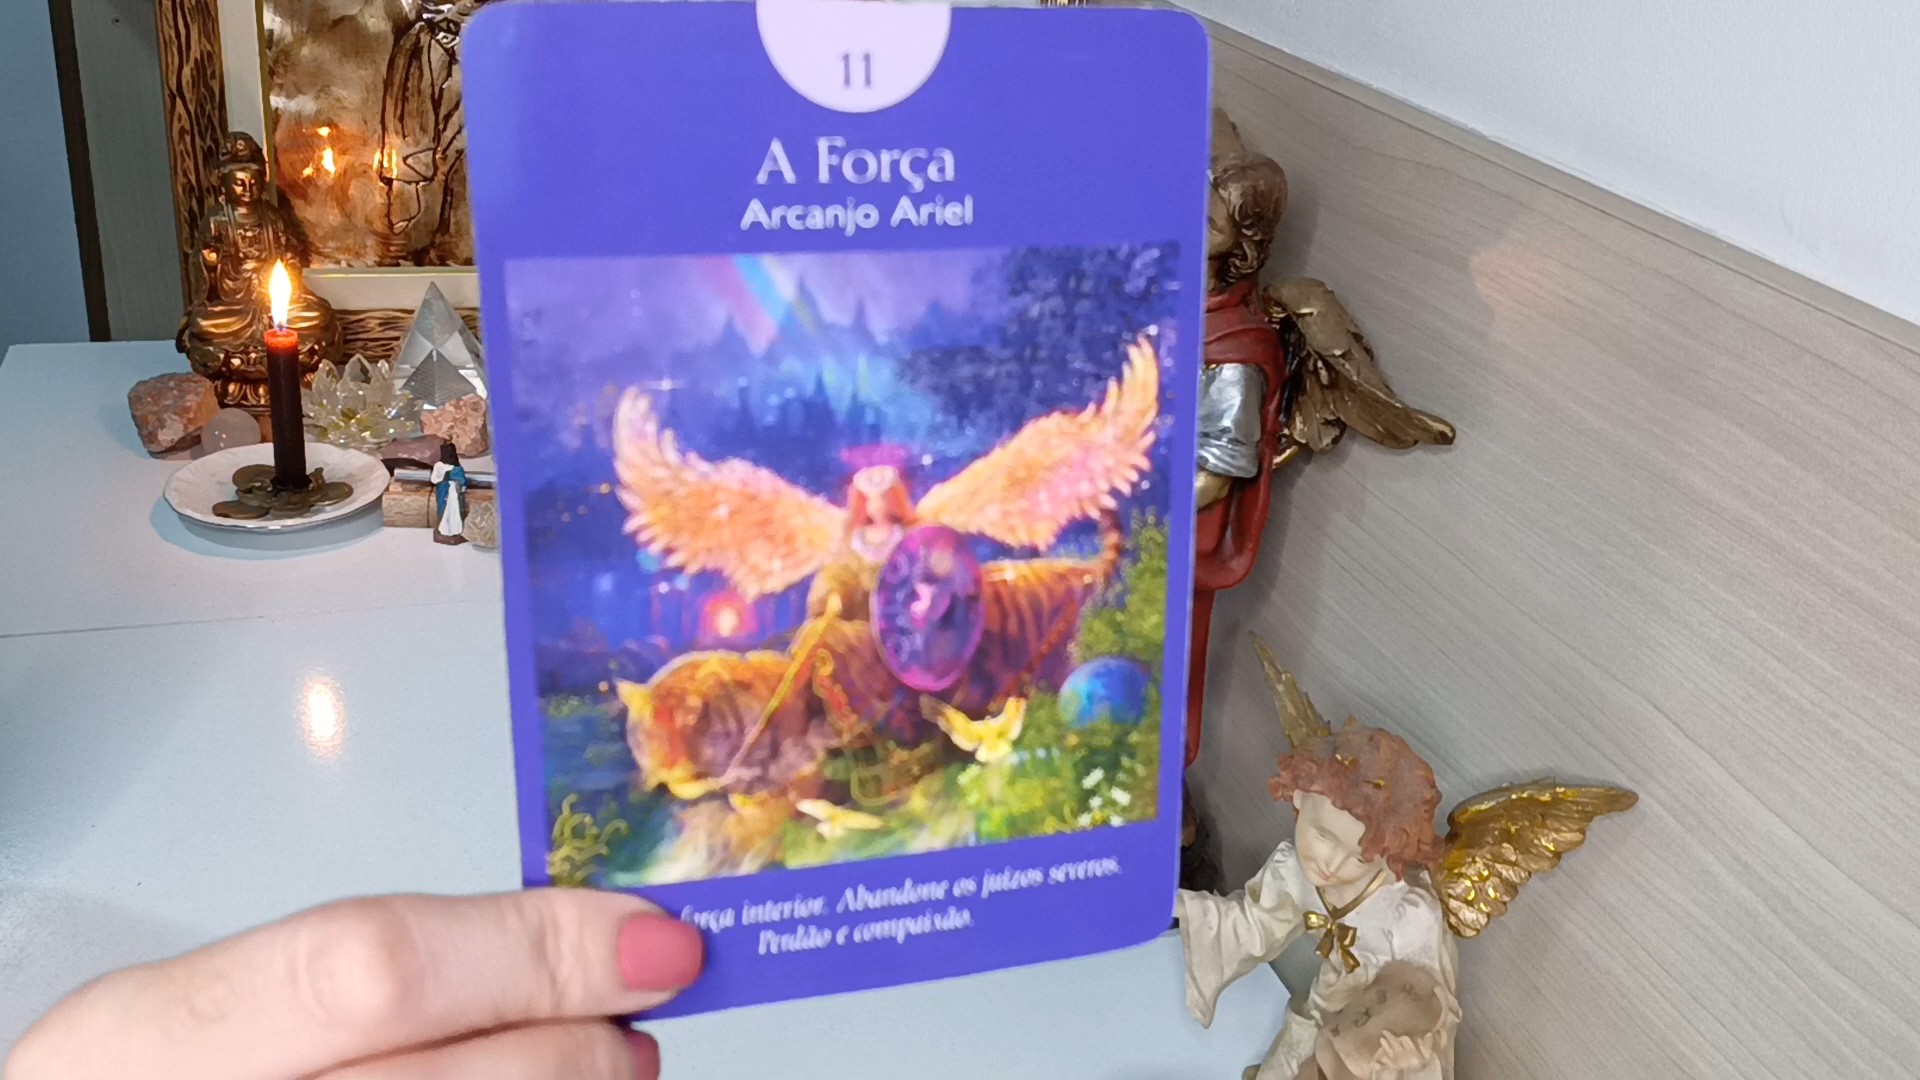 11
A Força
Arcanjo Ariel
força interior. Abandone os juízos severos.
Perdão e compaixão.